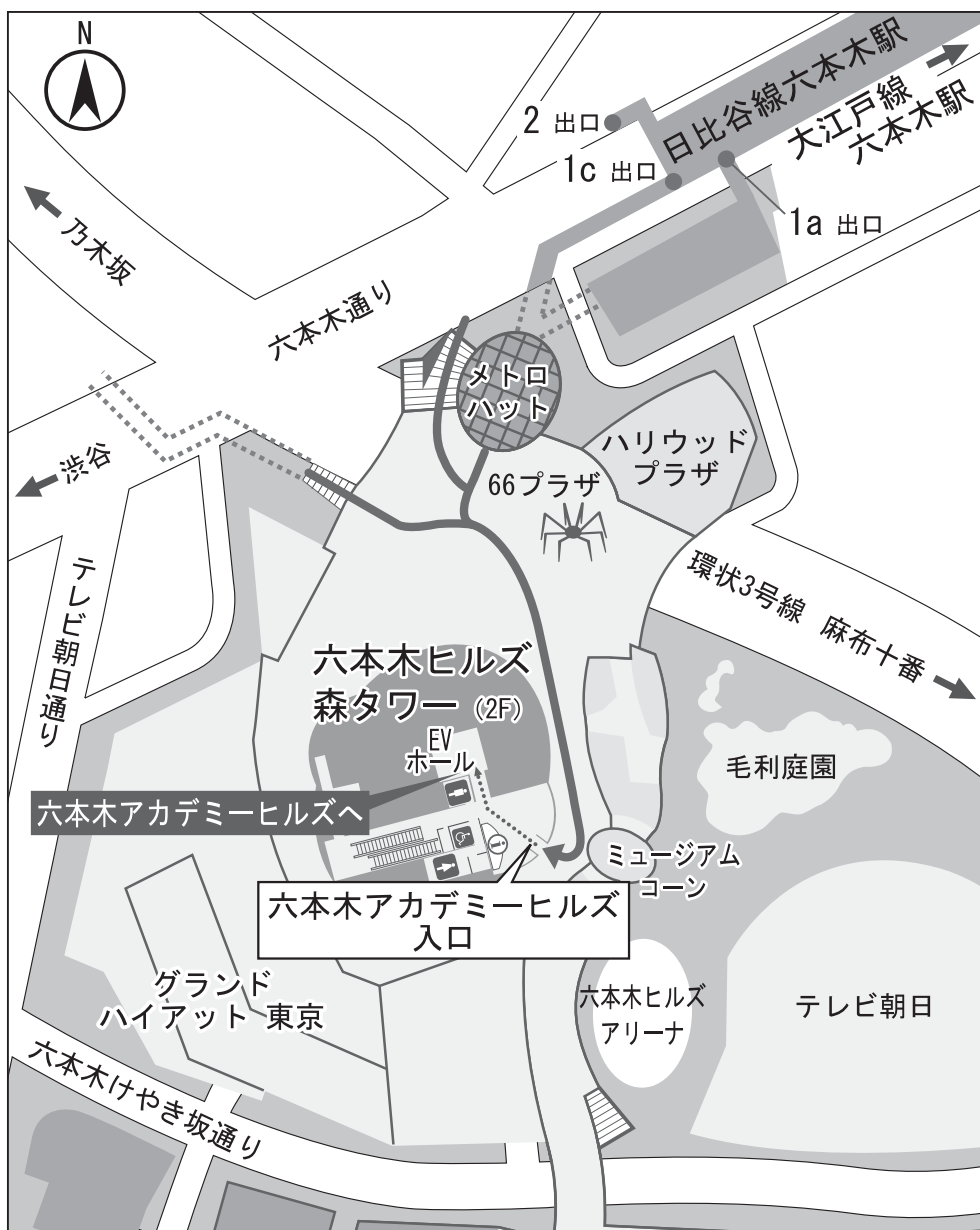 N
日比谷線六本木駅
大江戸線
六本木駅
2 出口
1c 出口
1a 出口
乃木坂
六本木通り
メトロ
ハット
ハリウッド
プラザ
66プラザ
渋谷
テレビ朝日通り
環状3号線 麻布十番
六本木ヒルズ
森タワー (2F)
EV
ホール
毛利庭園
六本木アカデミーヒルズへ
ミュージアム
コーン
六本木アカデミーヒルズ
入口
グランド
ハイアット 東京
六本木ヒルズ
アリーナ
テレビ朝日
六本木けやき坂通り